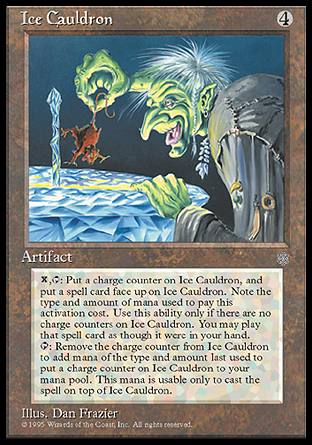 Ice Cauldron 4
Artifact
X, T: Put a charge counter on Ice Cauldron, and
put a spell card face up on Ice Cauldron. Note the
type and amount of mana used to pay this
activation cost. Use this ability only if there are no
charge counters on Ice Cauldron. You may play
that spell card as though it were in your hand.
T: Remove the charge counter from Ice Cauldron
to add mana of the type and amount last used to
put a charge counter on Ice Cauldron to your
mana pool. This mana is usable only to cast the
spell on top of Ice Cauldron.
Illus. Dan Frazier
© 1995 Wizards of the Coast, Inc. All rights reserved.